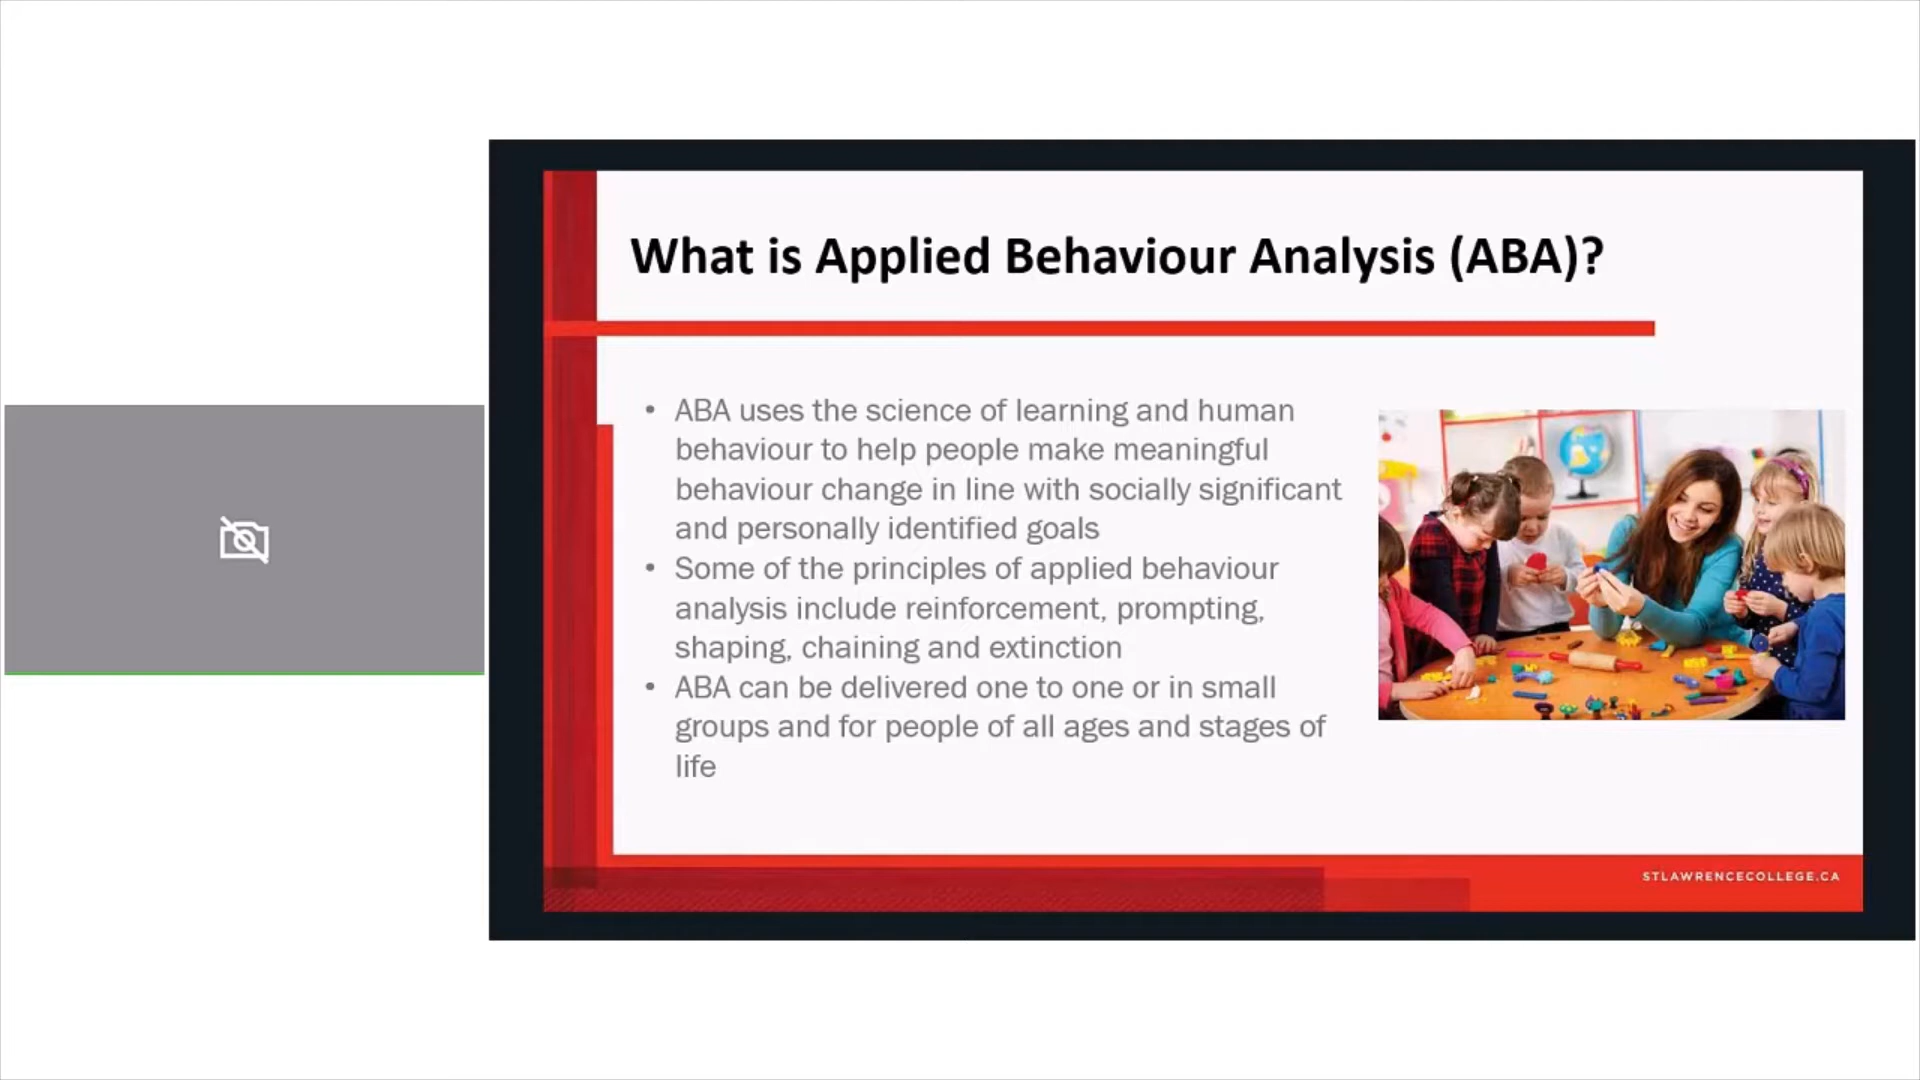 What is Applied Behaviour Analysis (ABA)?
• ABA uses the science of learning and human
behaviour to help people make meaningful
behaviour change in line with socially significant
and personally identified goals
• Some of the principles of applied behaviour
analysis include reinforcement, prompting,
shaping, chaining and extinction
• ABA can be delivered one to one or in small
groups and for people of all ages and stages of
life
STLAWRENCECOLLEGE.CA